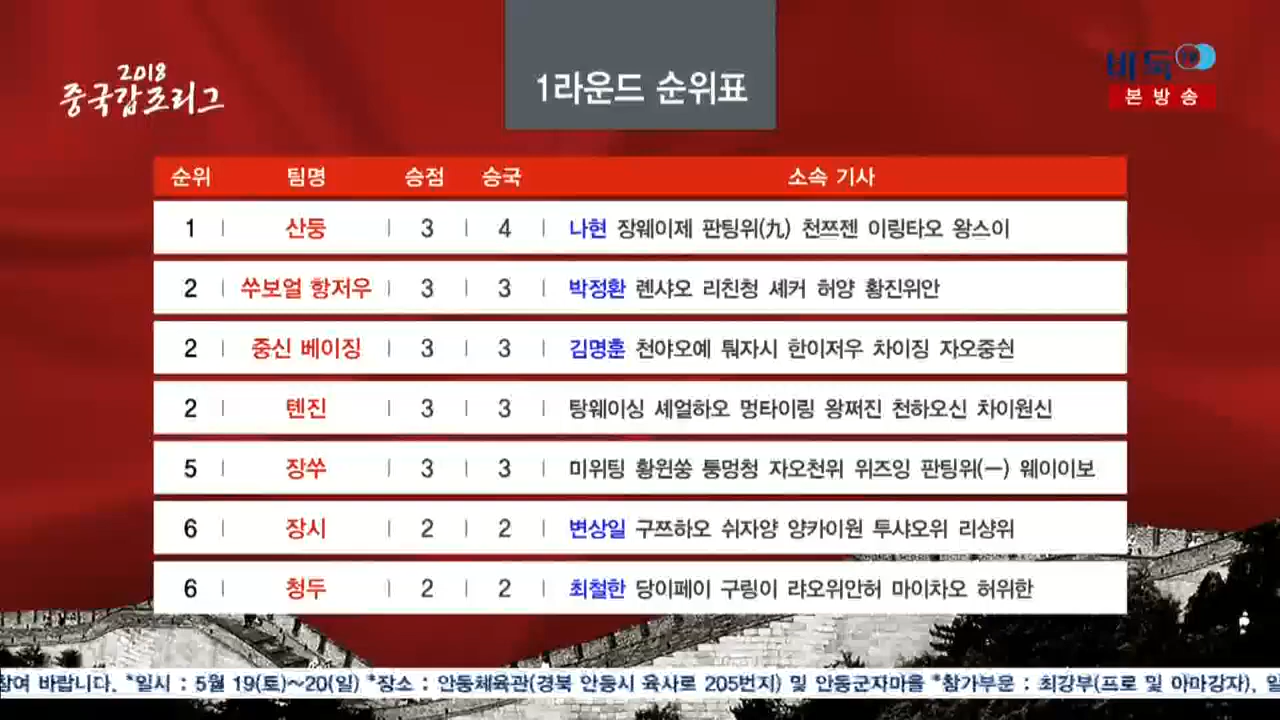 2018
중국갑조리그
1라운드 순위표
바둑TV
본방송
순위 팀명 승점 승국 소속 기사
1 산둥 3 4 나현 장웨이제 판팅위(九) 천쯔젠 이링타오 왕스이
2 쑤보얼 항저우 3 3 박정환 롄샤오 리친청 셰커 허양 황진위안
2 중신 베이징 3 3 김명훈 천야오예 퉈자시 한이저우 차이징 자오중쉰
2 톈진 3 3 탕웨이싱 셰얼하오 멍타이링 왕쩌진 천하오신 차이원신
5 장쑤 3 3 미위팅 황윈쑹 퉁멍청 자오천위 위즈잉 판팅위(一) 웨이이보
6 장시 2 2 변상일 구쯔하오 쉬자양 양카이원 투샤오위 리샹위
6 청두 2 2 최철한 당이페이 구링이 랴오위안허 마이차오 허위한
참여 바랍니다. *일시 : 5월 19(토)~20(일) *장소 : 안동체육관(경북 안동시 육사로 205번지) 및 안동군자마을 *참가부문 : 최강부(프로 및 아마강자), 일